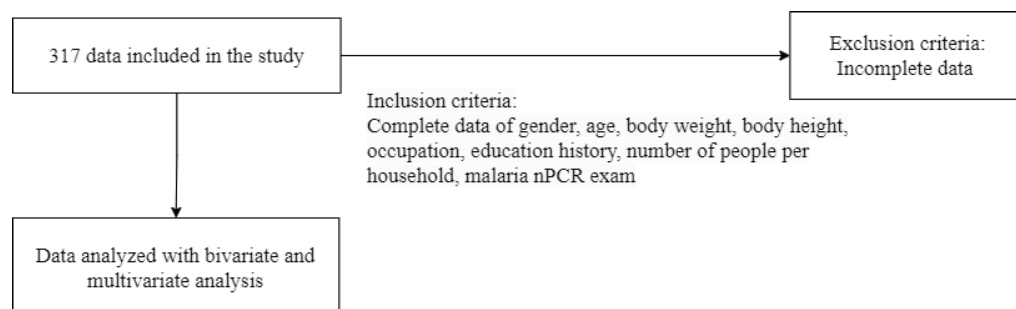 317 data included in the study
Exclusion criteria:
Incomplete data
Inclusion criteria:
Complete data of gender, age, body weight, body height,
occupation, education history, number of people per
household, malaria nPCR exam
Data analyzed with bivariate and
multivariate analysis